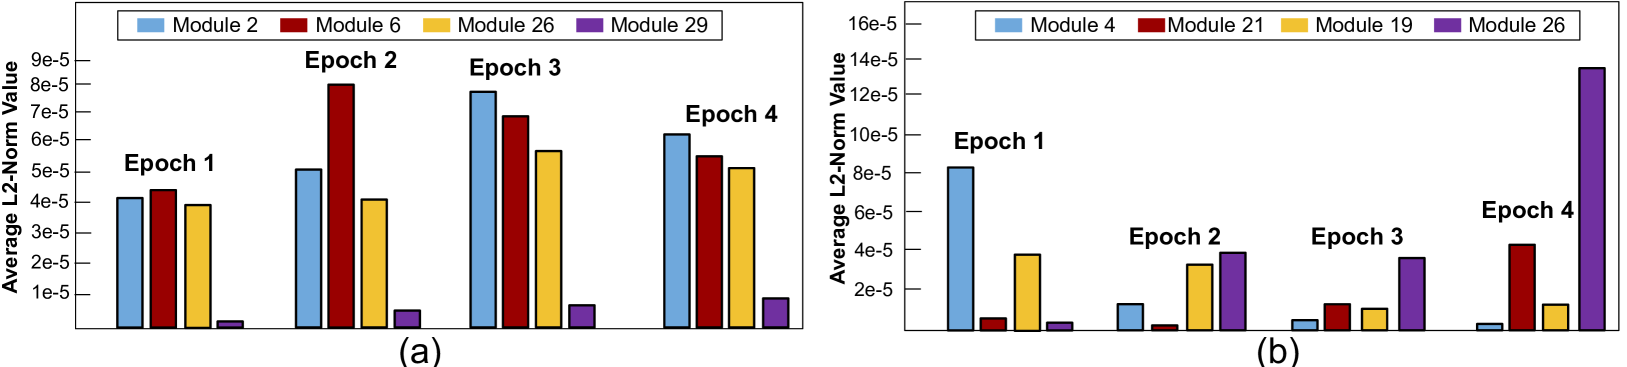 Module 2 Module 6 Module 26 Module 29
Average L2-Norm Value
9e-5
8e-5
7e-5
6e-5
5e-5
4e-5
3e-5
2e-5
1e-5
Epoch 1
Epoch 2
Epoch 3
Epoch 4
(a)
Module 4 Module 21 Module 19 Module 26
Average L2-Norm Value
16e-5
14e-5
12e-5
10e-5
8e-5
6e-5
4e-5
2e-5
Epoch 1
Epoch 2
Epoch 3
Epoch 4
(b)